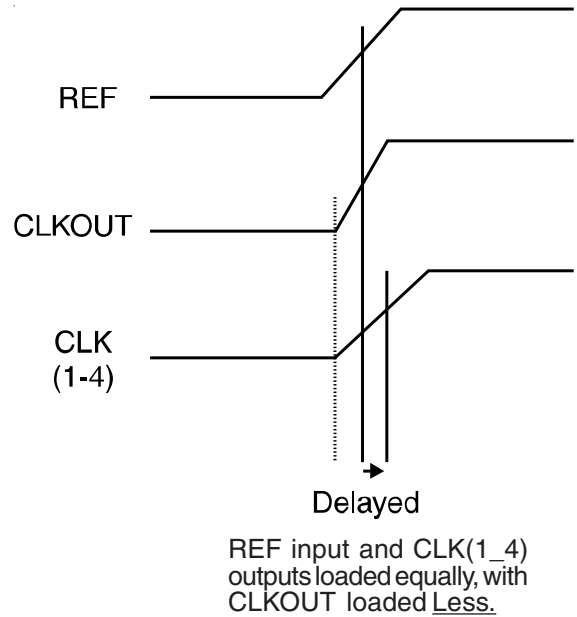 REF
CLKOUT
CLK
(1-4)
Delayed
REF input and CLK(1_4)
outputs loaded equally, with
CLKOUT loaded Less.